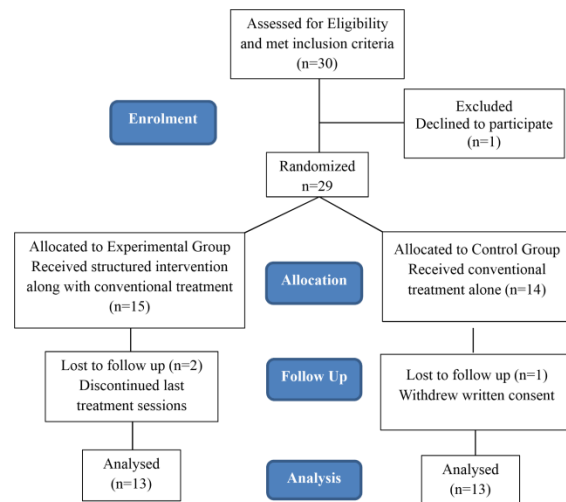 Assessed for Eligibility
and met inclusion criteria
(n=30)
Enrolment
Excluded
Declined to participate
(n=1)
Randomized
n=29
Allocated to Experimental Group
Received structured intervention
along with conventional treatment
(n=15)
Allocation
Allocated to Control Group
Received conventional
treatment alone (n=14)
Lost to follow up (n=2)
Discontinued last
treatment sessions
Follow Up
Lost to follow up (n=1)
Withdrew written consent
Analysed
(n=13)
Analysis
Analysed
(n=13)